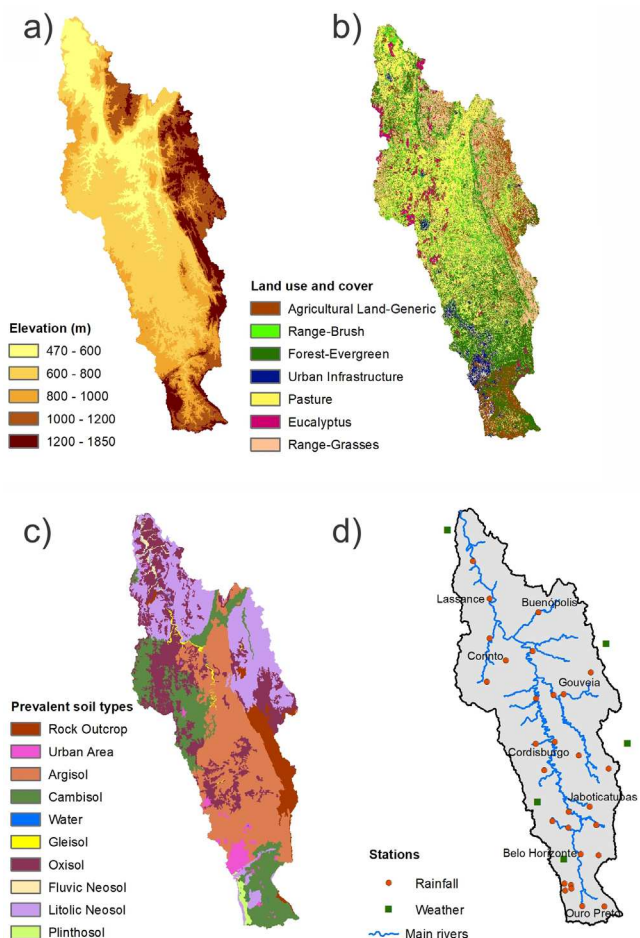 a)
b)
Elevation (m)
470 - 600
600 - 800
800 - 1000
1000 - 1200
1200 - 1850
Land use and cover
Agricultural Land-Generic
Range-Brush
Forest-Evergreen
Urban Infrastructure
Pasture
Eucalyptus
Range-Grasses
c)
d)
Prevalent soil types
Rock Outcrop
Urban Area
Argisol
Cambisol
Water
Gleisol
Oxisol
Fluvic Neosol
Litolic Neosol
Plinthosol
Lassance
Buenópolis
Corinto
Gouveia
Cordisburgo
Jaboticatubas
Belo Horizonte
Ouro Preto
Stations
Rainfall
Weather
Main rivers